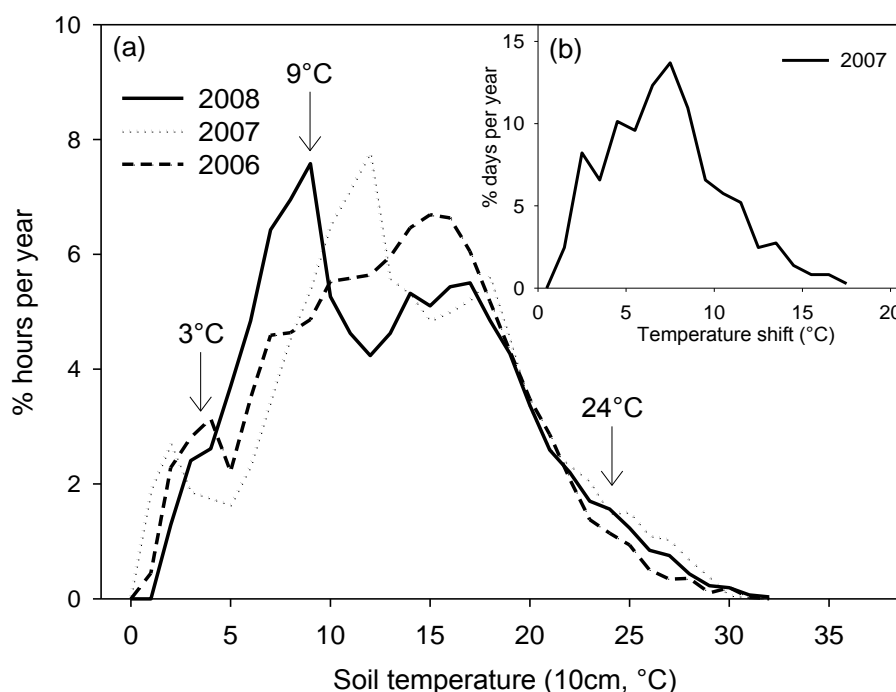 (a)
2008
2007
2006
3°C
9°C
24°C
% hours per year
10
8
6
4
2
0
0 5 10 15 20 25 30 35
Soil temperature (10cm, °C)
(b)
2007
% days per year
15
10
5
0
0 5 10 15 20
Temperature shift (°C)